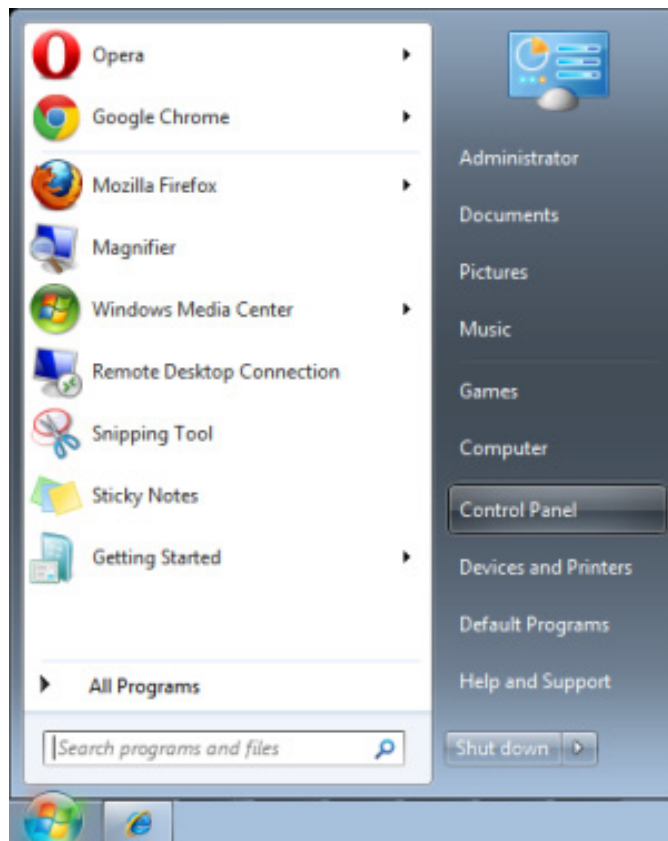 Opera
Google Chrome
Mozilla Firefox
Magnifier
Windows Media Center
Remote Desktop Connection
Snipping Tool
Sticky Notes
Getting Started
All Programs
Search programs and files
Administrator
Documents
Pictures
Music
Games
Computer
Control Panel
Devices and Printers
Default Programs
Help and Support
Shut down